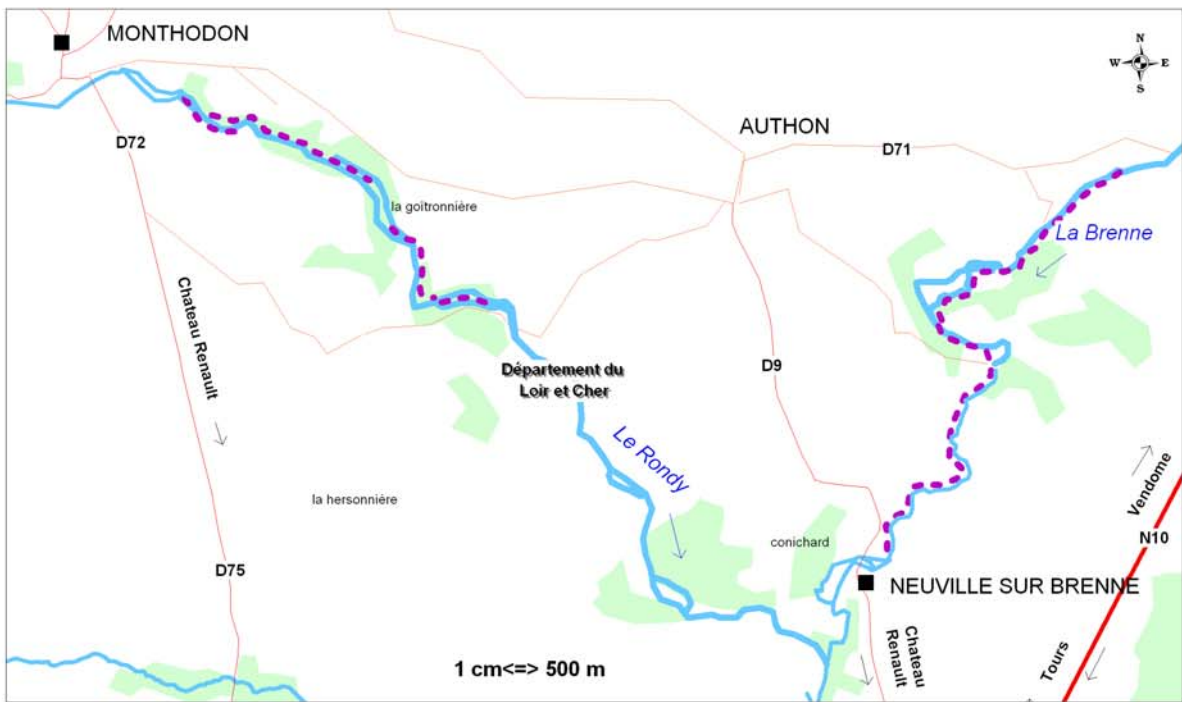 MONTHODON
N
W E
S
AUTHON
D72
D71
la goïtronnière
La Brenne
Chateau Renault
D9
Département du
Loir et Cher
Le Rondy
Vendome
la hersonnière
N10
conichard
D75
NEUVILLE SUR BRENNE
Chateau
Renault
Tours
1 cm<=> 500 m